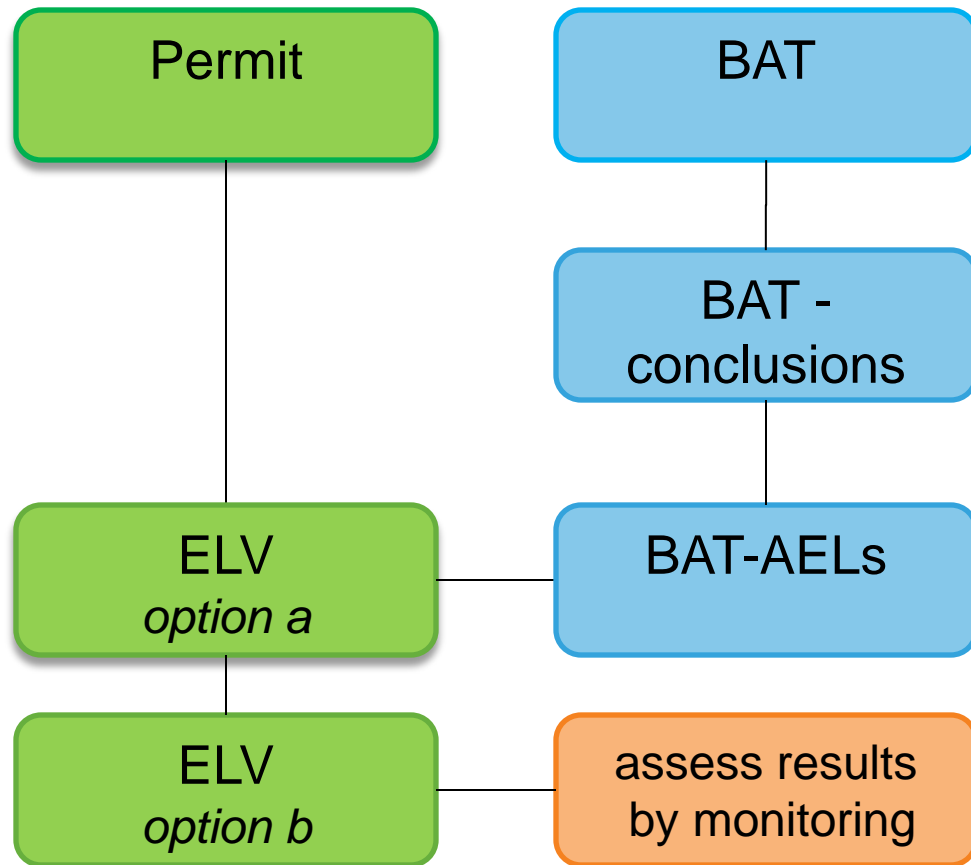 Permit
BAT
BAT -
conclusions
ELV
option a
BAT-AELs
ELV
option b
assess results
by monitoring